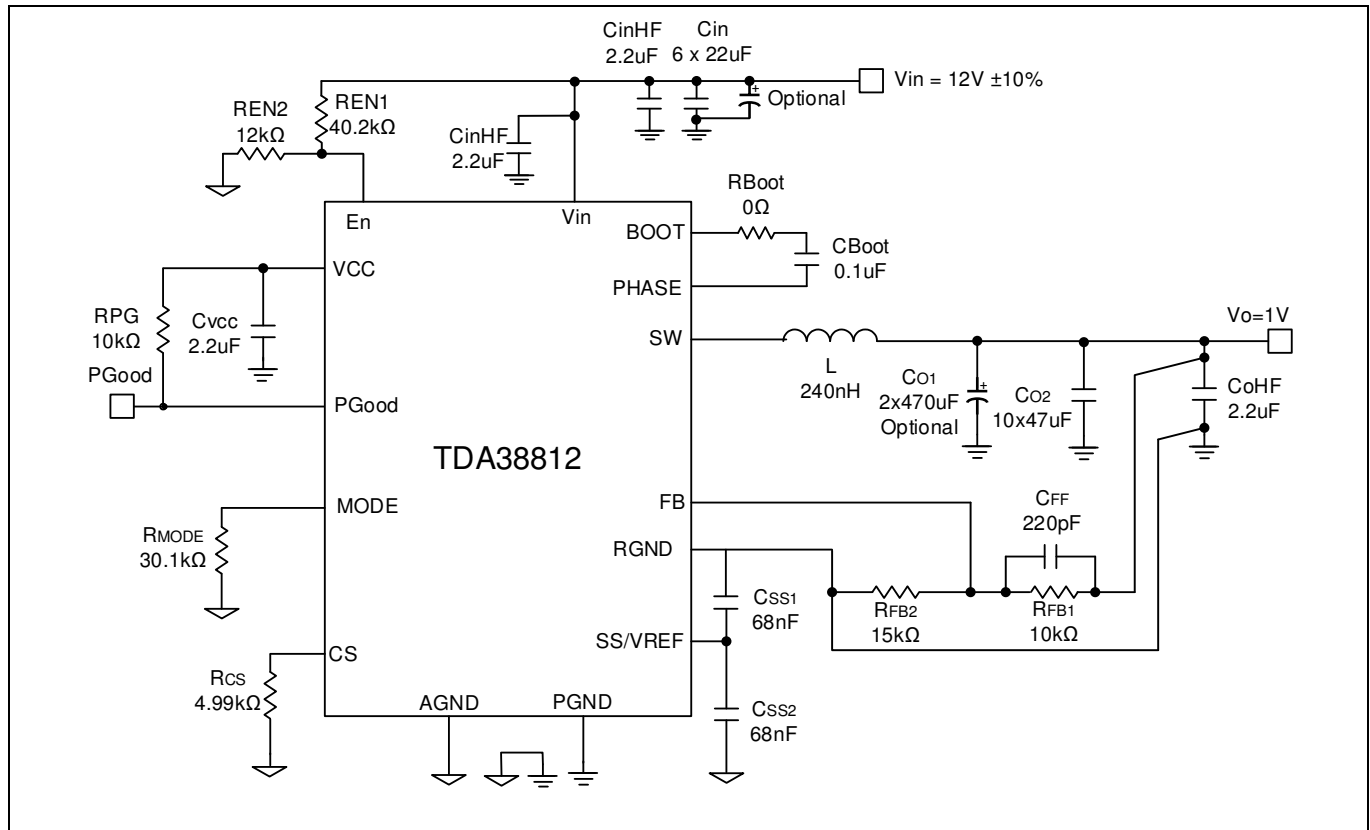 CinHF
2.2uF
Cin
6 x 22uF
Optional
Vin = 12V ±10%
REN2
12kΩ
REN1
40.2kΩ
CinHF
2.2uF
En
Vin
BOOT
RBoot
0Ω
CBoot
0.1uF
PHASE
VCC
RPG
10kΩ
Cvcc
2.2uF
PGood
PGood
SW
L
240nH
CO1
2x470uF
Optional
CO2
10x47uF
Vo=1V
CoHF
2.2uF
TDA38812
MODE
RMODE
30.1kΩ
FB
RGND
CFF
220pF
RFB2
15kΩ
RFB1
10kΩ
CSS1
68nF
SS/VREF
CSS2
68nF
CS
RCS
4.99kΩ
AGND
PGND